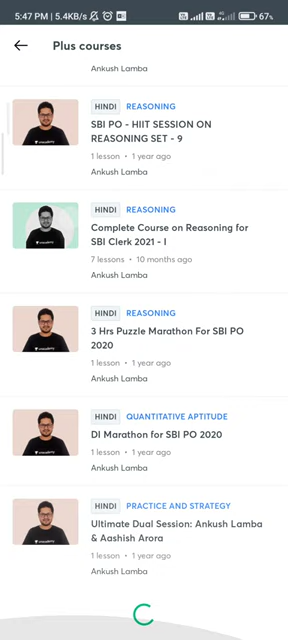 5:47 PM | 5.4KB/s
67%
Plus courses
Ankush Lamba
HINDI REASONING
SBI PO - HIIT SESSION ON
REASONING SET - 9
1 lesson • 1 year ago
Ankush Lamba
HINDI REASONING
Complete Course on Reasoning for
SBI Clerk 2021 - I
7 lessons • 10 months ago
Ankush Lamba
HINDI REASONING
3 Hrs Puzzle Marathon For SBI PO
2020
1 lesson • 1 year ago
Ankush Lamba
HINDI QUANTITATIVE APTITUDE
DI Marathon for SBI PO 2020
1 lesson • 1 year ago
Ankush Lamba
HINDI PRACTICE AND STRATEGY
Ultimate Dual Session: Ankush Lamba
& Aashish Arora
1 lesson • 1 year ago
Ankush Lamba